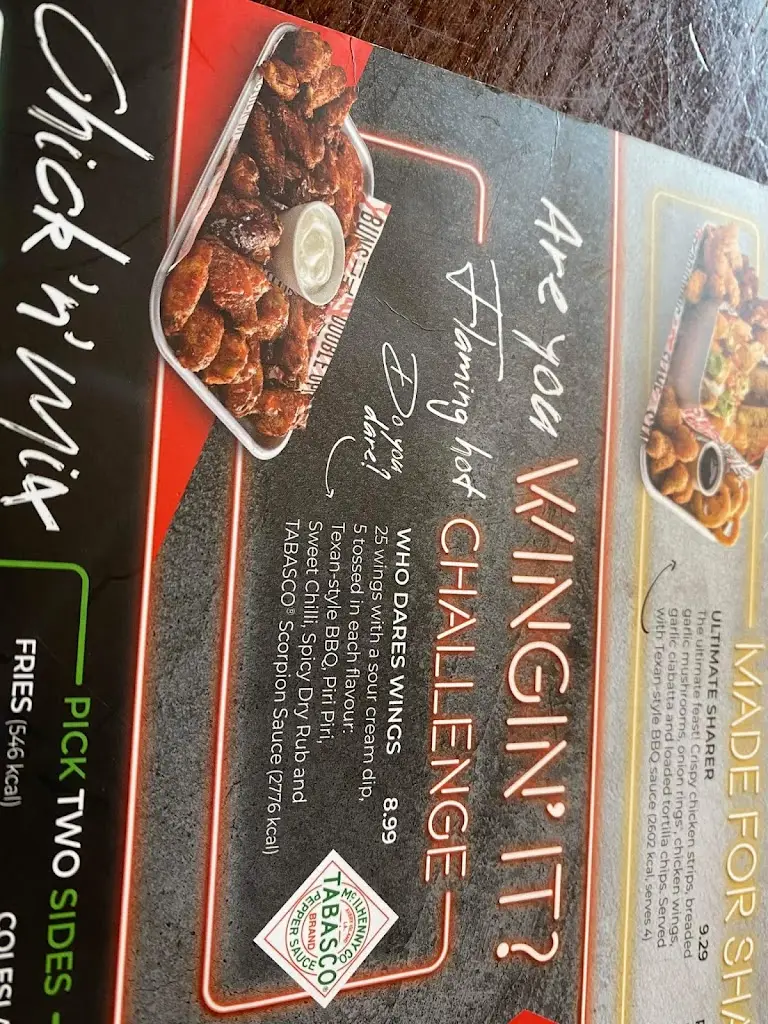 MADE FOR SHA
ULTIMATE SHARER 9.29
The ultimate feast! Crispy chicken strips, breaded
garlic mushrooms, onion rings*, chicken wings,
garlic ciabatta and loaded tortilla chips. Served
with Texan-style BBQ sauce (2602 kcal, serves 4)
Are you WINGIN' IT?
Flaming hot CHALLENGE
Do you
dare!?
WHO DARES WINGS 8.99
25 wings with a sour cream dip,
5 tossed in each flavour:
Texan-style BBQ, Piri Piri,
Sweet Chilli, Spicy Dry Rub and
TABASCO® Scorpion Sauce (2776 kcal)
McILHENNY CO.
TABASCO®
BRAND
PEPPER SAUCE
Chick 'n' Mix
PICK TWO SIDES -
FRIES (546 kcal)
COLESL